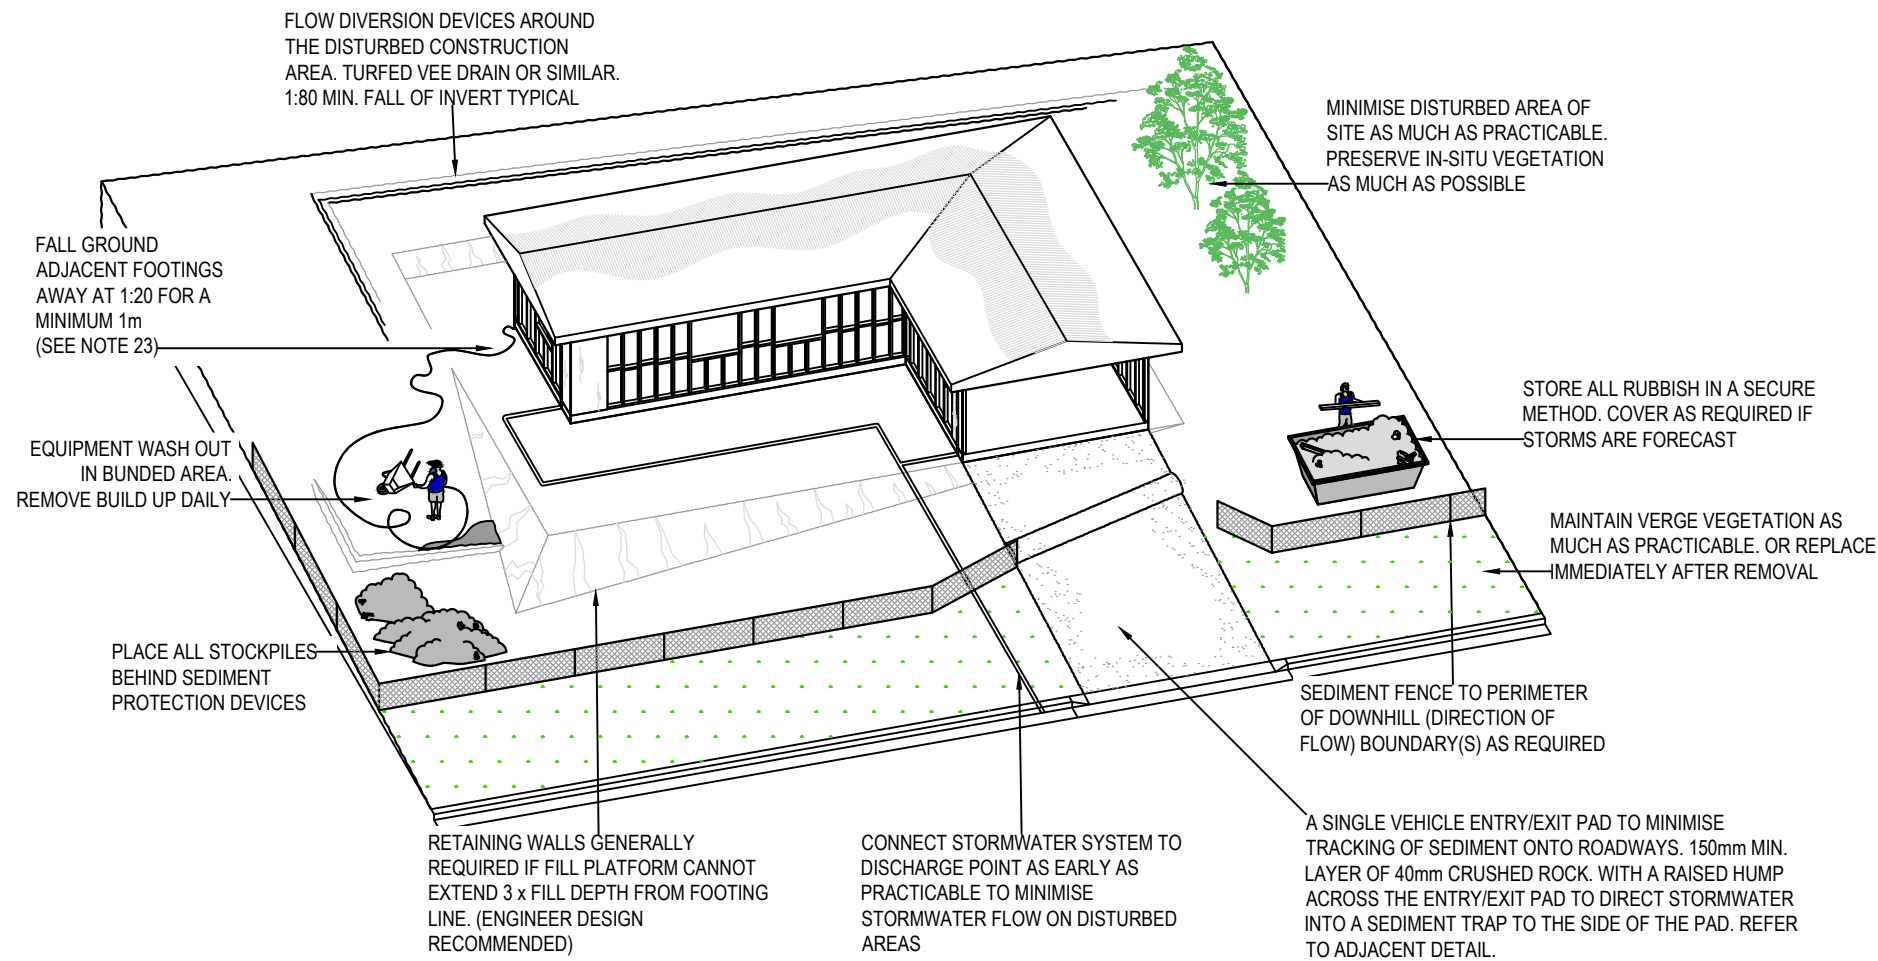 FLOW DIVERSION DEVICES AROUND
THE DISTURBED CONSTRUCTION
AREA. TURFED VEE DRAIN OR SIMILAR.
1:80 MIN. FALL OF INVERT TYPICAL
MINIMISE DISTURBED AREA OF
SITE AS MUCH AS PRACTICABLE.
PRESERVE IN-SITU VEGETATION
AS MUCH AS POSSIBLE
FALL GROUND
ADJACENT FOOTINGS
AWAY AT 1:20 FOR A
MINIMUM 1m
(SEE NOTE 23)
STORE ALL RUBBISH IN A SECURE
METHOD. COVER AS REQUIRED IF
STORMS ARE FORECAST
EQUIPMENT WASH OUT
IN BUNDED AREA.
REMOVE BUILD UP DAILY
MAINTAIN VERGE VEGETATION AS
MUCH AS PRACTICABLE. OR REPLACE
IMMEDIATELY AFTER REMOVAL
PLACE ALL STOCKPILES
BEHIND SEDIMENT
PROTECTION DEVICES
SEDIMENT FENCE TO PERIMETER
OF DOWNHILL (DIRECTION OF
FLOW) BOUNDARY(S) AS REQUIRED
RETAINING WALLS GENERALLY
REQUIRED IF FILL PLATFORM CANNOT
EXTEND 3 x FILL DEPTH FROM FOOTING
LINE. (ENGINEER DESIGN
RECOMMENDED)
CONNECT STORMWATER SYSTEM TO
DISCHARGE POINT AS EARLY AS
PRACTICABLE TO MINIMISE
STORMWATER FLOW ON DISTURBED
AREAS
A SINGLE VEHICLE ENTRY/EXIT PAD TO MINIMISE
TRACKING OF SEDIMENT ONTO ROADWAYS. 150mm MIN.
LAYER OF 40mm CRUSHED ROCK. WITH A RAISED HUMP
ACROSS THE ENTRY/EXIT PAD TO DIRECT STORMWATER
INTO A SEDIMENT TRAP TO THE SIDE OF THE PAD. REFER
TO ADJACENT DETAIL.